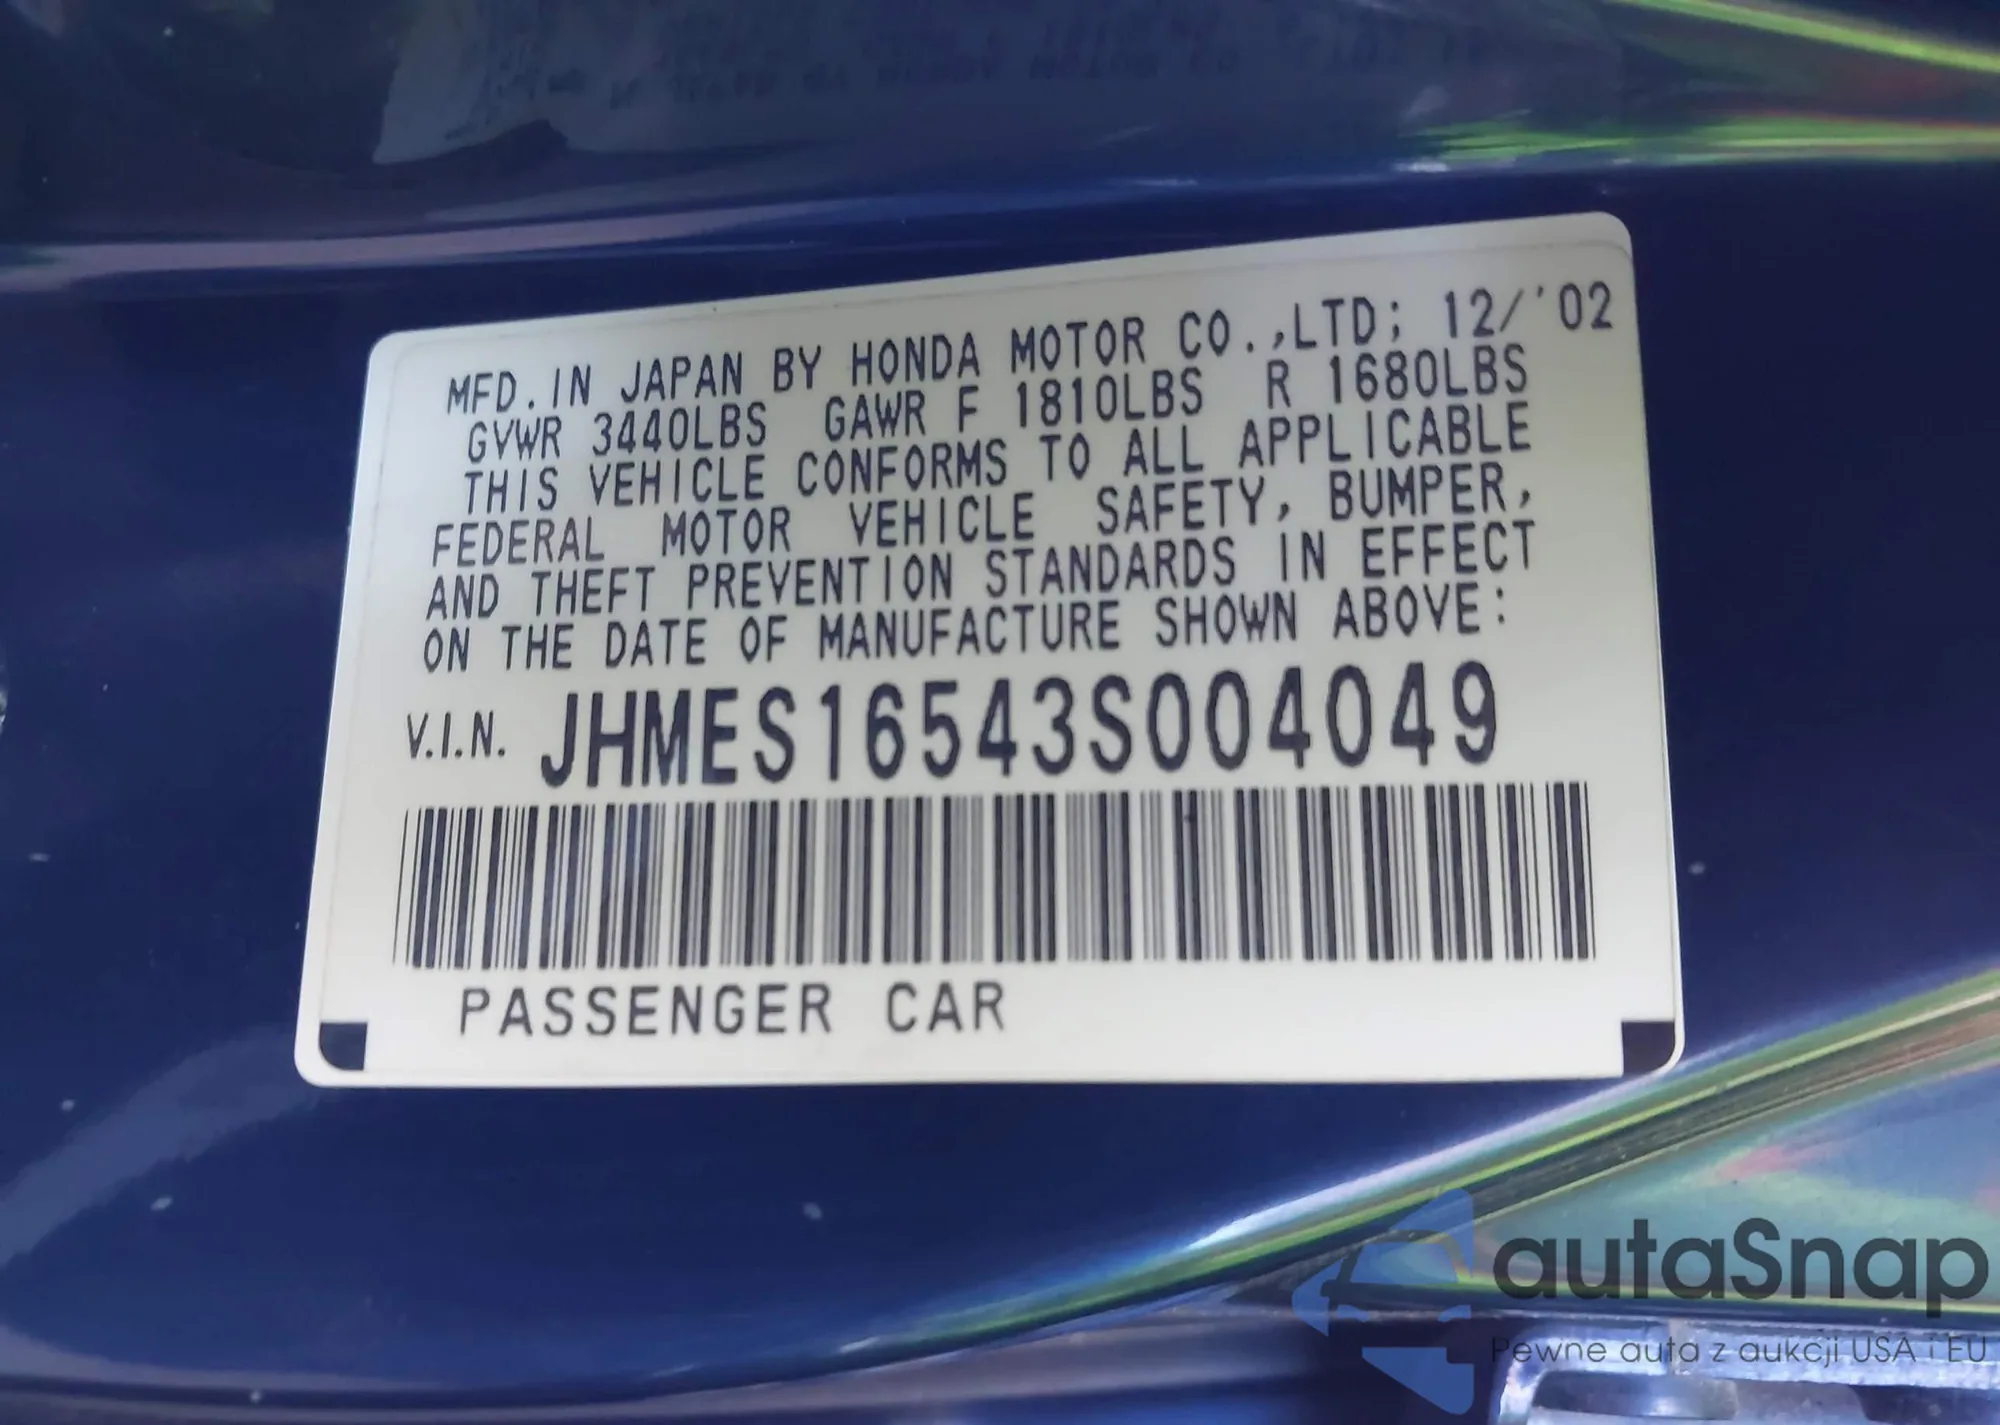 MFD. IN JAPAN BY HONDA MOTOR CO.,LTD; 12/'02
GVWR 3440LBS GAWR F 1810LBS R 1680LBS
THIS VEHICLE CONFORMS TO ALL APPLICABLE
FEDERAL MOTOR VEHICLE SAFETY, BUMPER,
AND THEFT PREVENTION STANDARDS IN EFFECT
ON THE DATE OF MANUFACTURE SHOWN ABOVE:
V.I.N. JHMES16543S004049
PASSENGER CAR
autaSnap
Pewne auta z aukcji USA i EU